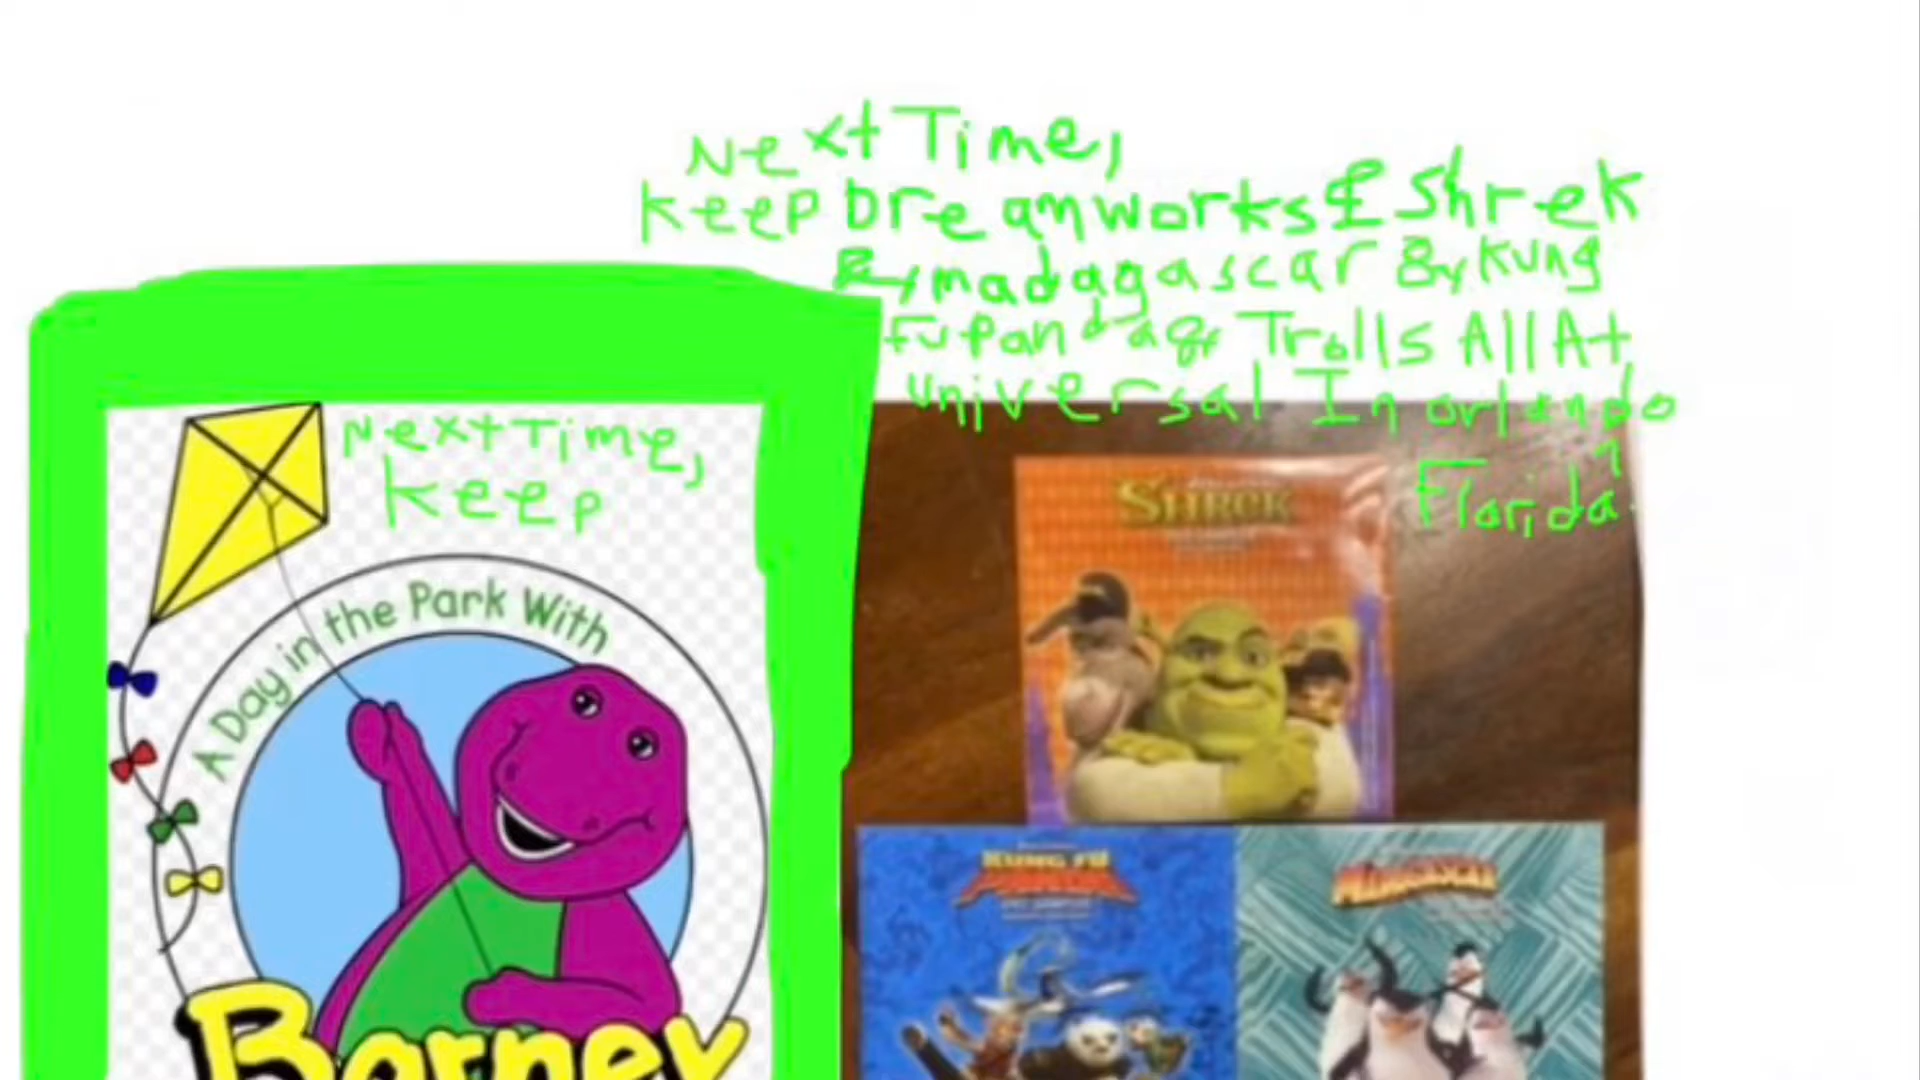 Next Time,
Keep Dreamworks & Shrek
& Madagascar & Kung
Fu Panda & Trolls All At
Universal In Orlando,
Florida.
Next Time,
Keep
A Day in the Park With
Barney
SHREK
KUNG FU
PANDA
MADAGASCAR